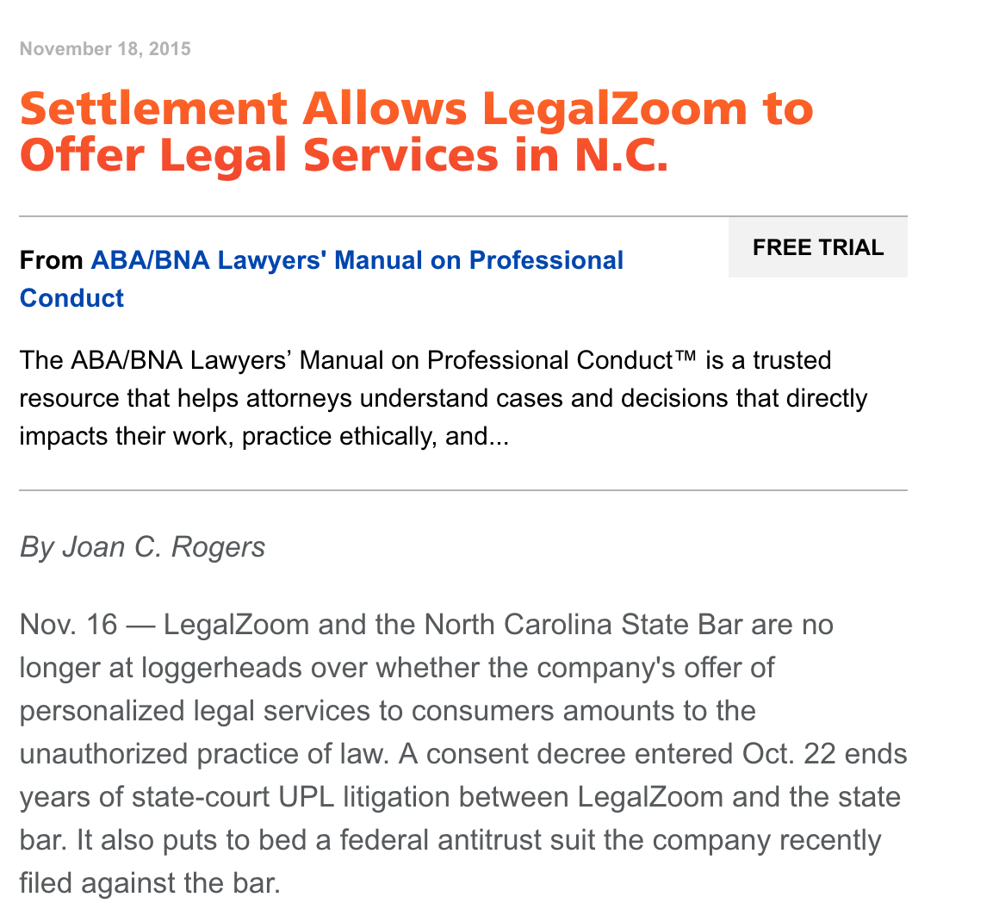 November 18, 2015
Settlement Allows LegalZoom to
Offer Legal Services in N.C.
From ABA/BNA Lawyers' Manual on Professional
Conduct
FREE TRIAL
The ABA/BNA Lawyers’ Manual on Professional Conduct™ is a trusted
resource that helps attorneys understand cases and decisions that directly
impacts their work, practice ethically, and...
By Joan C. Rogers
Nov. 16 — LegalZoom and the North Carolina State Bar are no
longer at loggerheads over whether the company's offer of
personalized legal services to consumers amounts to the
unauthorized practice of law. A consent decree entered Oct. 22 ends
years of state-court UPL litigation between LegalZoom and the state
bar. It also puts to bed a federal antitrust suit the company recently
filed against the bar.